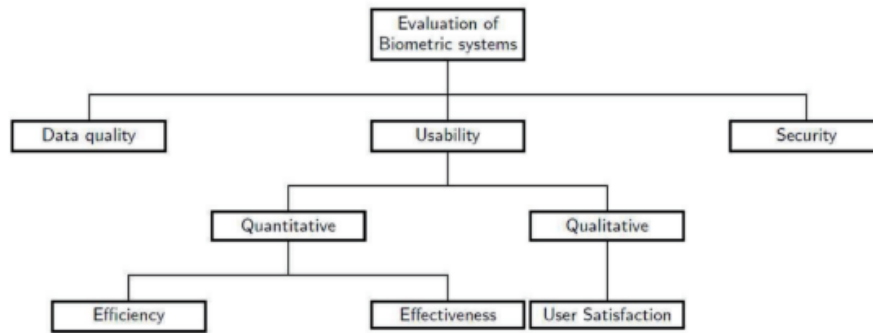 Evaluation of
Biometric systems
Data quality
Usability
Security
Quantitative
Qualitative
Efficiency
Effectiveness
User Satisfaction